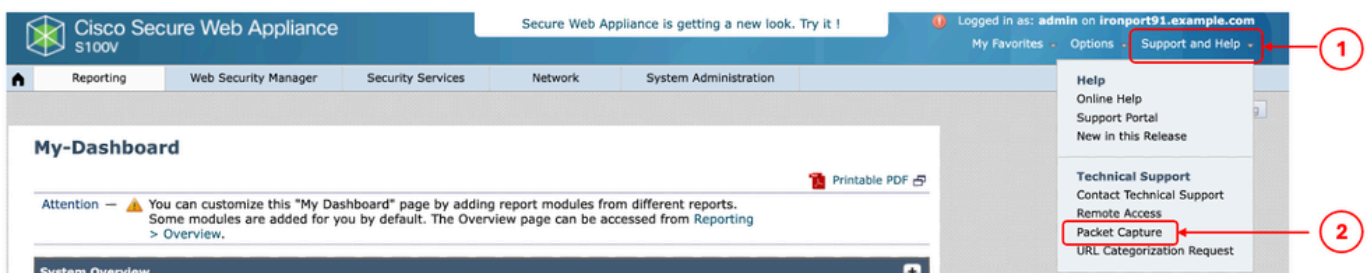 Cisco Secure Web Appliance
S100V
Secure Web Appliance is getting a new look. Try it !
Logged in as: admin on ironport91.example.com
My Favorites Options Support and Help
1
Reporting Web Security Manager Security Services Network System Administration
Help
Online Help
Support Portal
New in this Release
My-Dashboard
Printable PDF
Attention — You can customize this "My Dashboard" page by adding report modules from different reports.
Some modules are added for you by default. The Overview page can be accessed from Reporting
> Overview.
Technical Support
Contact Technical Support
Remote Access
Packet Capture
2
URL Categorization Request
System Overview